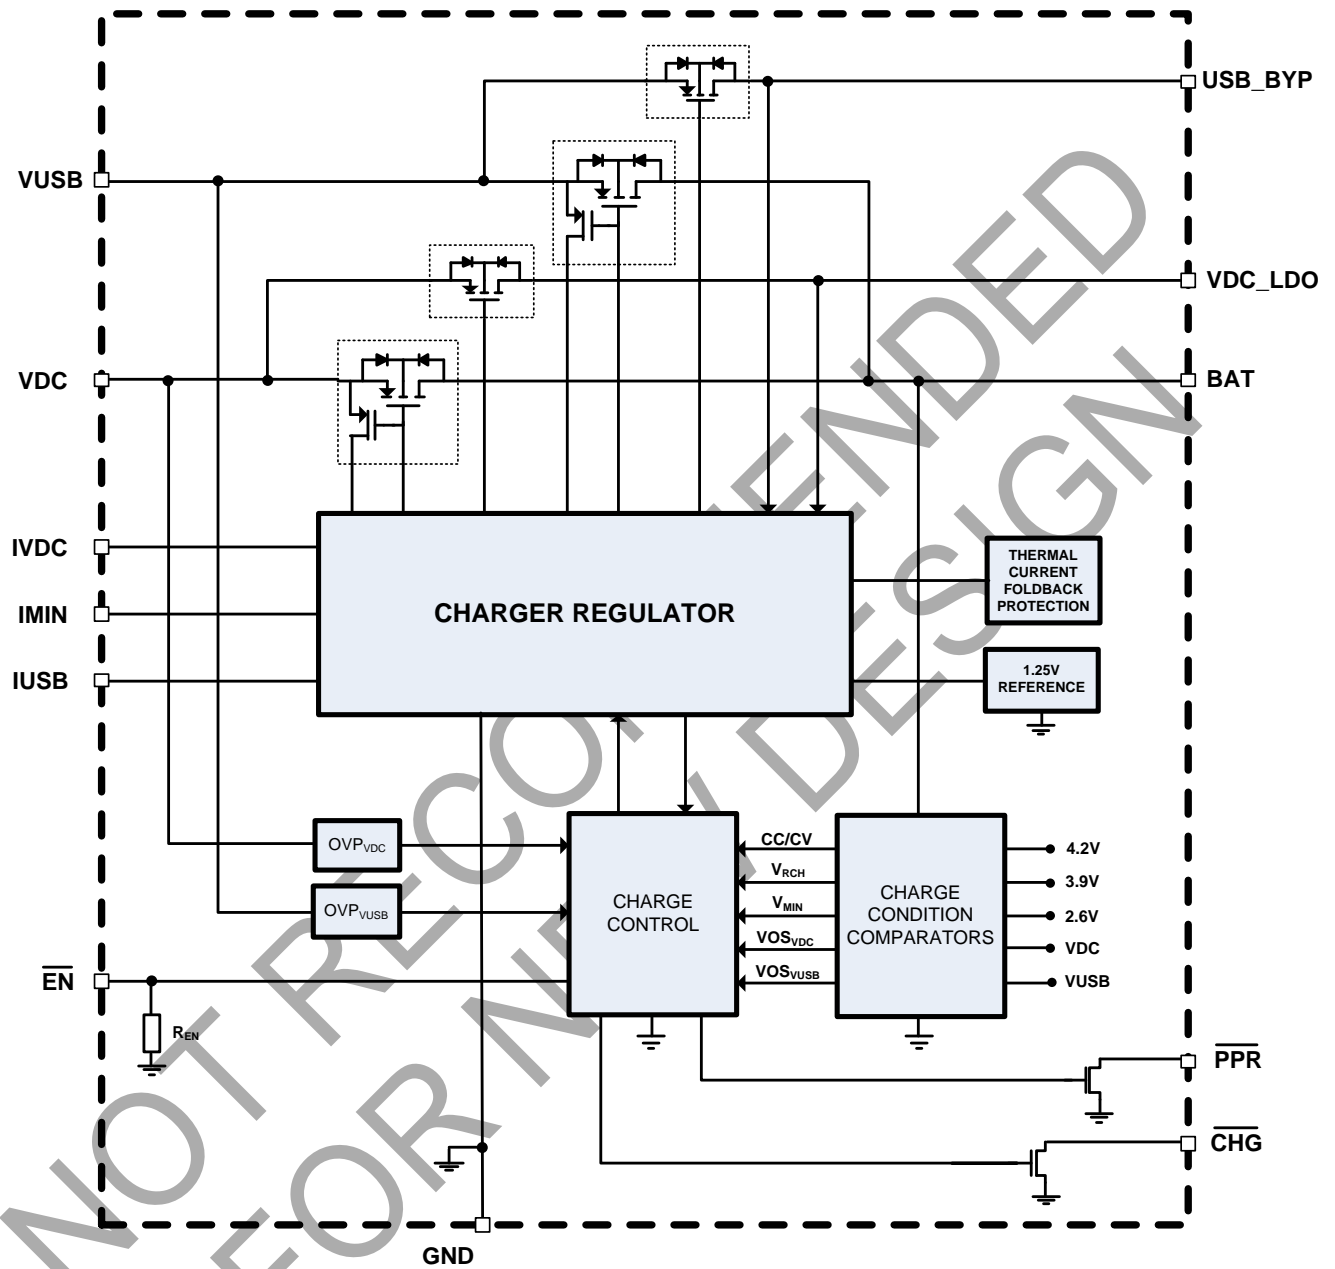 USB_BYP
VUSB
VDC_LDO
VDC
BAT
IVDC
IMIN
IUSB
CHARGER REGULATOR
THERMAL
CURRENT
FOLDBACK
PROTECTION
1.25V
REFERENCE
OVPVDC
OVPVUSB
CHARGE
CONTROL
CC/CV
VRCH
VMIN
VOSVDC
VOSVUSB
CHARGE
CONDITION
COMPARATORS
4.2V
3.9V
2.6V
VDC
VUSB
EN
REN
PPR
CHG
GND
NOT RECOMMENDED
FOR NEW DESIGN